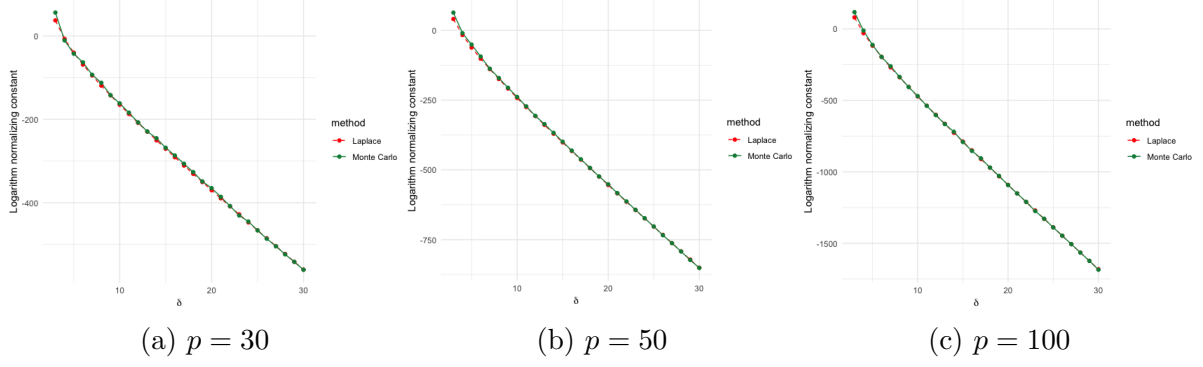 Logarithm normalizing constant
0
-200
-400
10
20
30
δ
method
Laplace
Monte Carlo
(a) p = 30
Logarithm normalizing constant
0
-250
-500
-750
10
20
30
δ
method
Laplace
Monte Carlo
(b) p = 50
Logarithm normalizing constant
0
-500
-1000
-1500
10
20
30
δ
method
Laplace
Monte Carlo
(c) p = 100